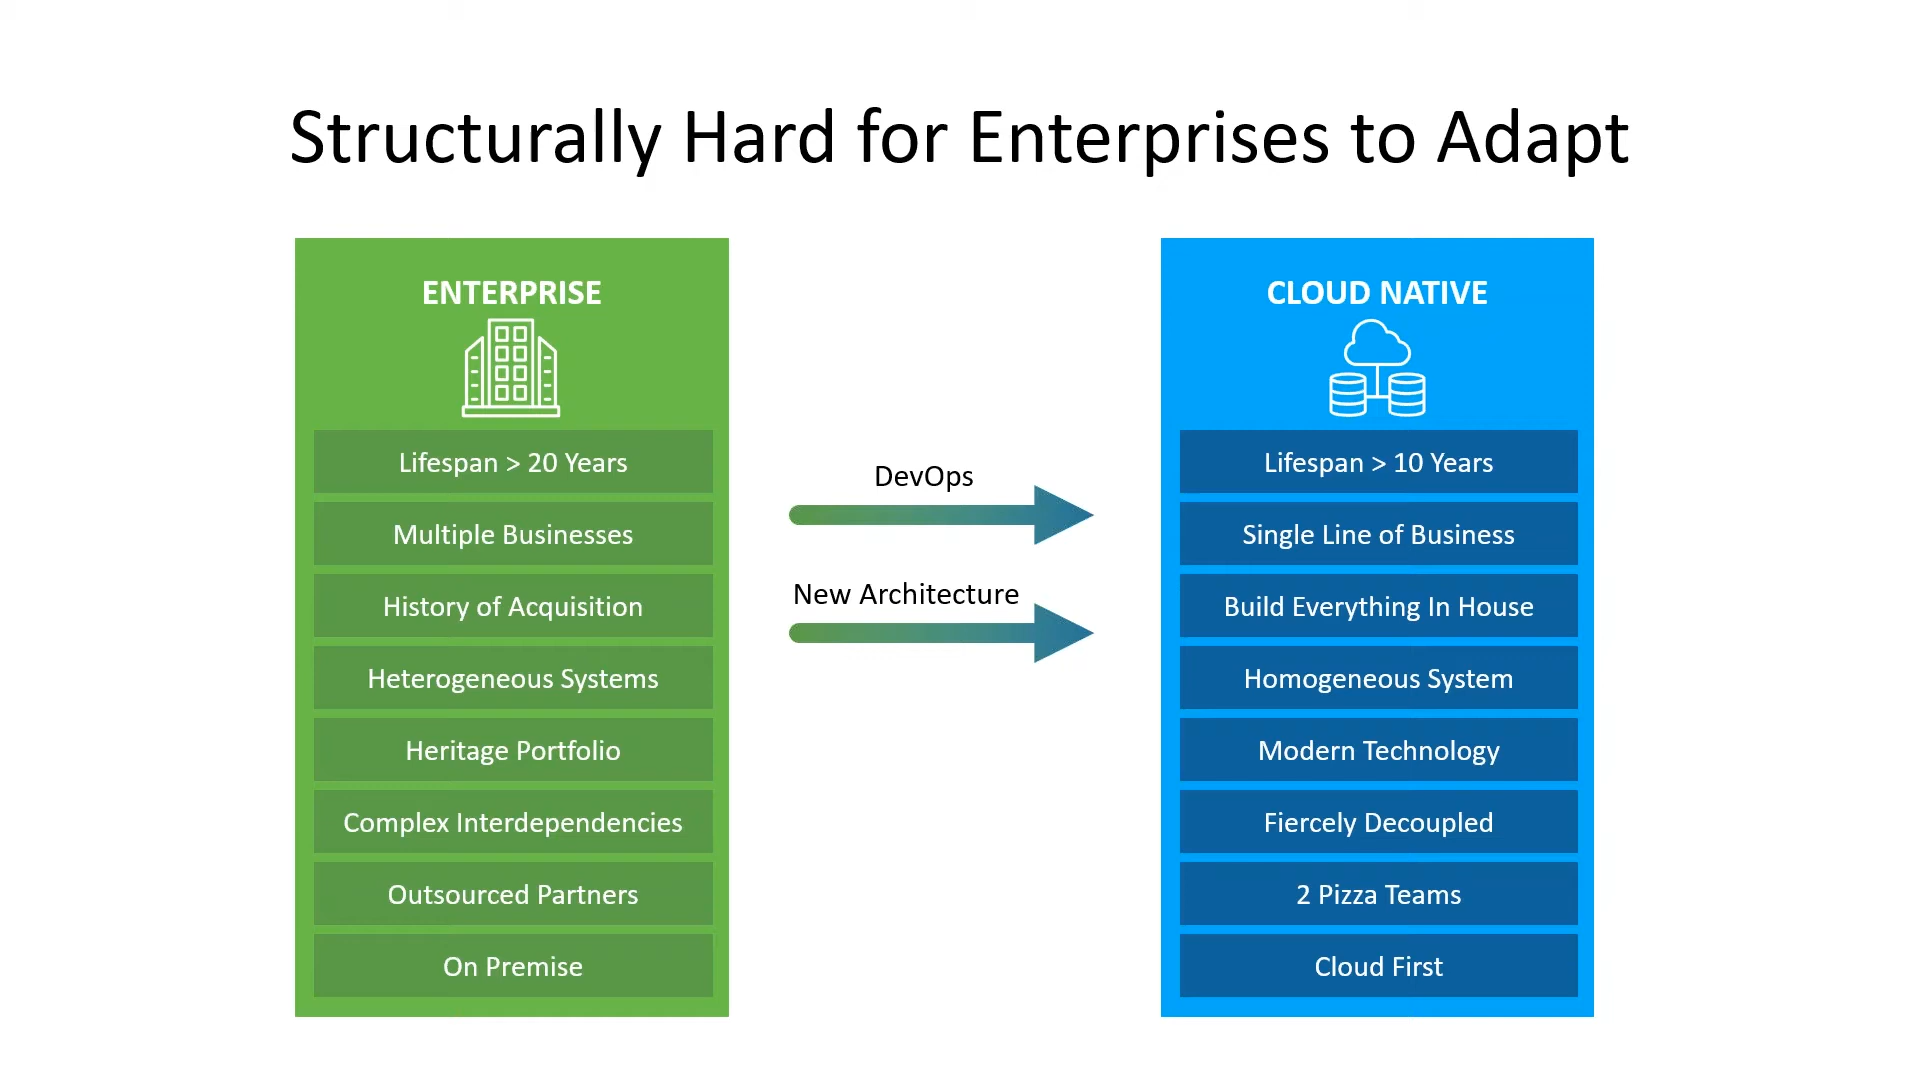 Structurally Hard for Enterprises to Adapt
ENTERPRISE
Lifespan > 20 Years
Multiple Businesses
History of Acquisition
Heterogeneous Systems
Heritage Portfolio
Complex Interdependencies
Outsourced Partners
On Premise
DevOps
New Architecture
CLOUD NATIVE
Lifespan > 10 Years
Single Line of Business
Build Everything In House
Homogeneous System
Modern Technology
Fiercely Decoupled
2 Pizza Teams
Cloud First